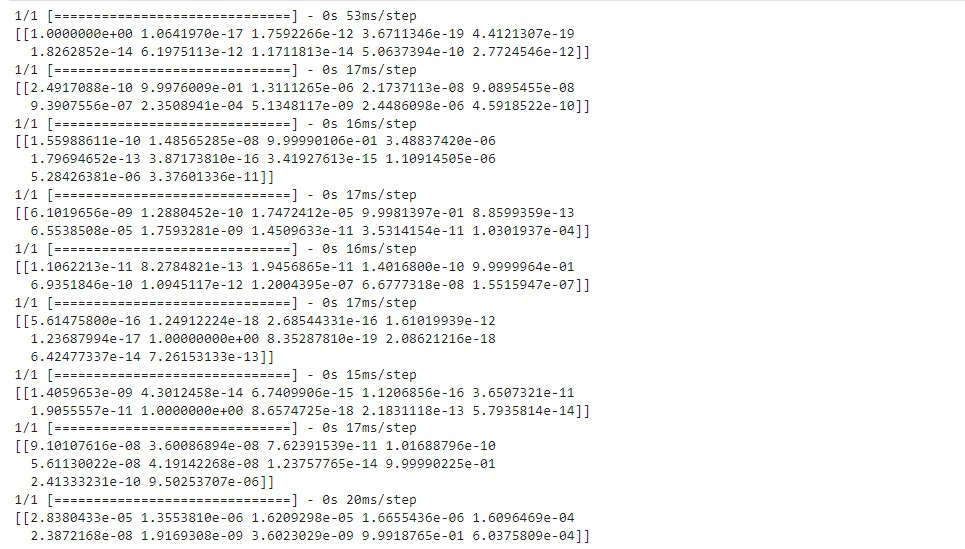 1/1 [==============================] - 0s 53ms/step
[[1.0000000e+00 1.0641970e-17 1.7592266e-12 3.6711346e-19 4.4121307e-19
1.8262852e-14 6.1975113e-12 1.1711813e-14 5.0637394e-10 2.7724546e-12]]
1/1 [==============================] - 0s 17ms/step
[[2.4917088e-10 9.9976009e-01 1.3111265e-06 2.1737113e-08 9.0895455e-08
9.3907556e-07 2.3508941e-04 5.1348117e-09 2.4486098e-06 4.5918522e-10]]
1/1 [==============================] - 0s 16ms/step
[[1.55988611e-10 1.48565285e-08 9.99990106e-01 3.48837420e-06
1.79694652e-13 3.87173810e-16 3.41927613e-15 1.10914505e-06
5.28426381e-06 3.37601336e-11]]
1/1 [==============================] - 0s 17ms/step
[[6.1019656e-09 1.2880452e-10 1.7472412e-05 9.9981397e-01 8.8599359e-13
6.5538508e-05 1.7593281e-09 1.4509633e-11 3.5314154e-11 1.0301937e-04]]
1/1 [==============================] - 0s 16ms/step
[[1.1062213e-11 8.2784821e-13 1.9456865e-11 1.4016800e-10 9.9999964e-01
6.9351846e-10 1.0945117e-12 1.2004395e-07 6.6777318e-08 1.5515947e-07]]
1/1 [==============================] - 0s 17ms/step
[[5.61475800e-16 1.24912224e-18 2.68544331e-16 1.61019939e-12
1.23687994e-17 1.00000000e+00 8.35287810e-19 2.08621216e-18
6.42477337e-14 7.26153133e-13]]
1/1 [==============================] - 0s 15ms/step
[[1.4059653e-09 4.3012458e-14 6.7409906e-15 1.1206856e-16 3.6507321e-11
1.9055557e-11 1.0000000e+00 8.6574725e-18 2.1831118e-13 5.7935814e-14]]
1/1 [==============================] - 0s 17ms/step
[[9.10107616e-08 3.60086894e-08 7.62391539e-11 1.01688796e-10
5.61130022e-08 4.19142268e-08 1.23757765e-14 9.99990225e-01
2.41333231e-10 9.50253707e-06]]
1/1 [==============================] - 0s 20ms/step
[[2.8380433e-05 1.3553810e-06 1.6209298e-05 1.6655436e-06 1.6096469e-04
2.3872168e-08 1.9169308e-09 3.6023029e-09 9.9918765e-01 6.0375809e-04]]